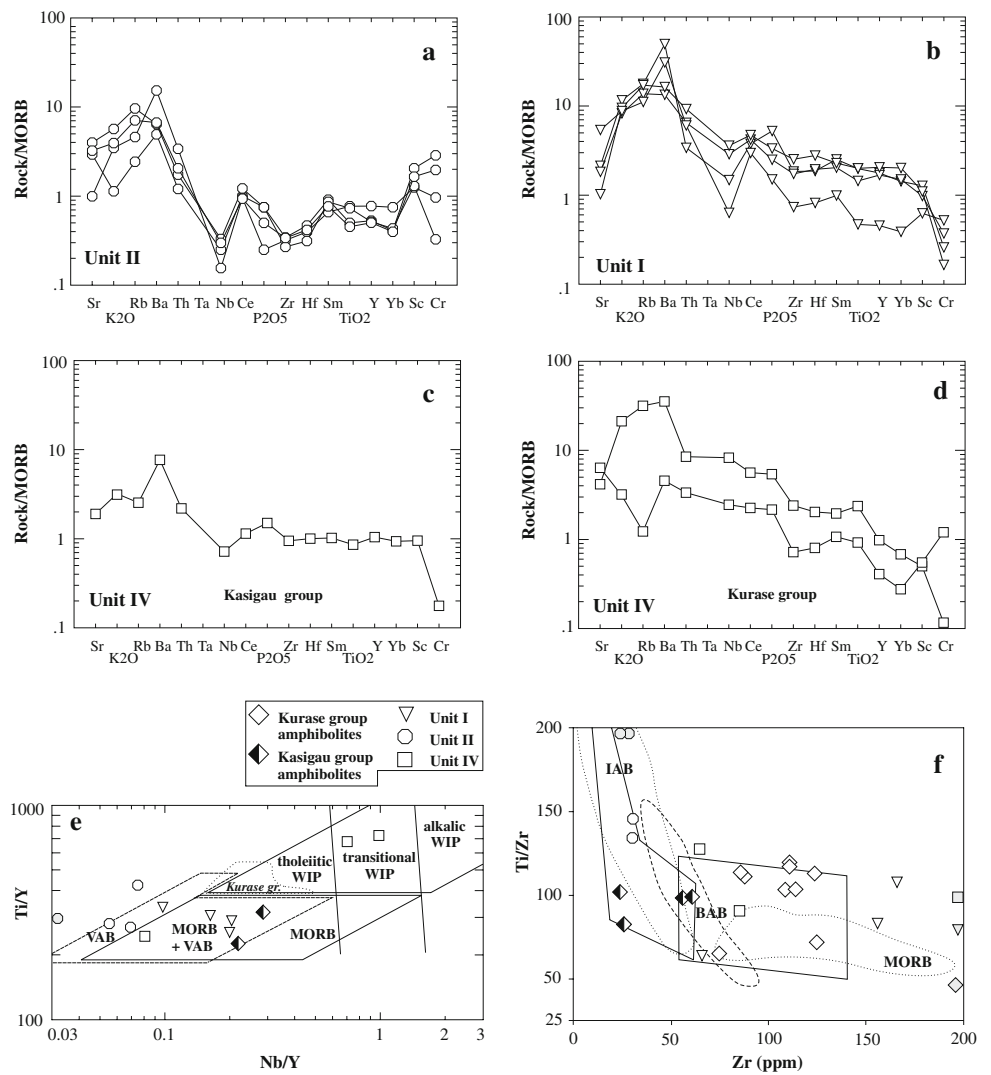 100
10
1
.1
Rock/MORB
a
Unit II
Sr Rb Ba Th Ta Nb Ce Zr Hf Sm Y Yb Sc Cr
K2O P2O5 TiO2
100
10
1
.1
Rock/MORB
b
Unit I
Sr Rb Ba Th Ta Nb Ce Zr Hf Sm Y Yb Sc Cr
K2O P2O5 TiO2
100
10
1
.1
Rock/MORB
c
Unit IV
Kasigau group
Sr Rb Ba Th Ta Nb Ce Zr Hf Sm Y Yb Sc Cr
K2O P2O5 TiO2
100
10
1
.1
Rock/MORB
d
Unit IV
Kurase group
Sr Rb Ba Th Ta Nb Ce Zr Hf Sm Y Yb Sc Cr
K2O P2O5 TiO2
Kurase group
amphibolites
Kasigau group
amphibolites
Unit I
Unit II
Unit IV
1000
100
Ti/Y
e
tholeiitic
WIP
transitional
WIP
alkalic
WIP
Kurase gr.
VAB
MORB
+ VAB
MORB
0.03 0.1 1 3
Nb/Y
200
150
100
50
25
Ti/Zr
f
IAB
BAB
MORB
0 50 100 150 200
Zr (ppm)